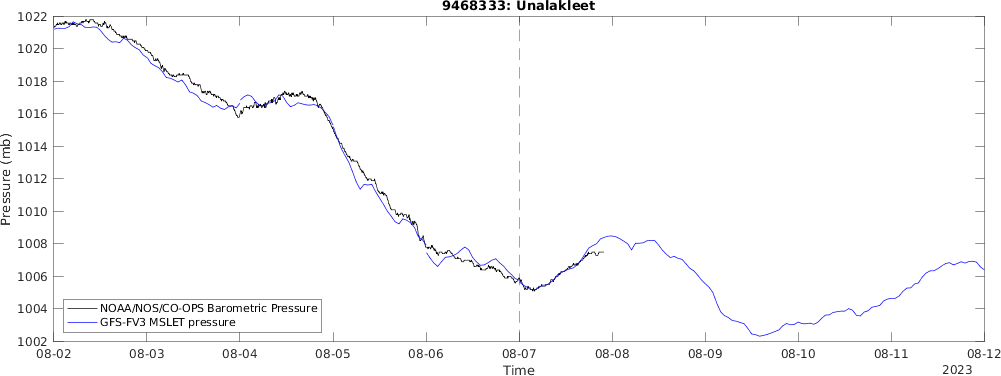 9468333: Unalakleet
1022
1020
1018
1016
1014
1012
1010
1008
1006
1004
1002
Pressure (mb)
NOAA/NOS/CO-OPS Barometric Pressure
GFS-FV3 MSLET pressure
08-02 08-03 08-04 08-05 08-06 08-07 08-08 08-09 08-10 08-11 08-12
Time
2023